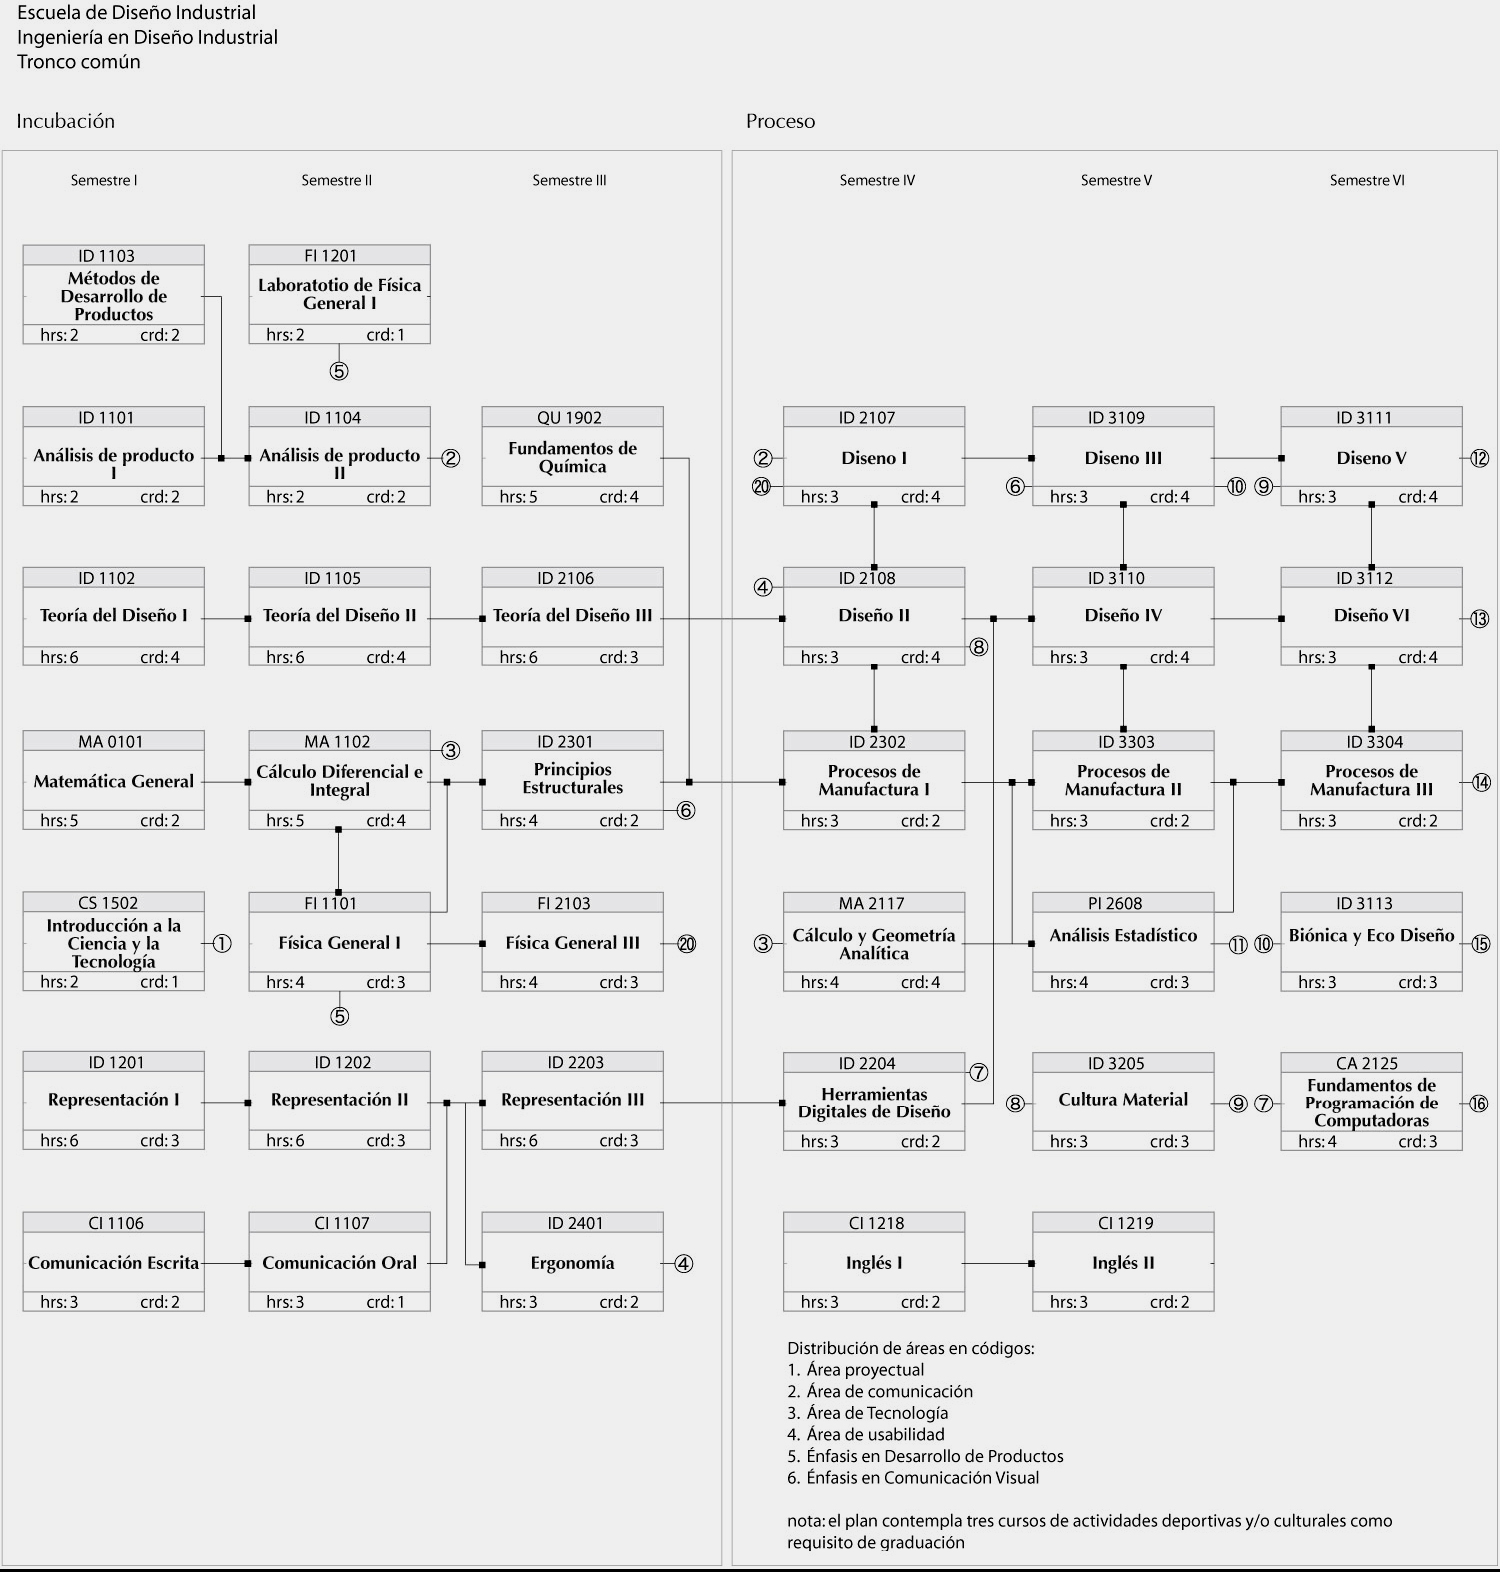 Escuela de Diseño Industrial
Ingeniería en Diseño Industrial
Tronco común
Incubación
Proceso
Semestre I
Semestre II
Semestre III
Semestre IV
Semestre V
Semestre VI
ID 1103
Métodos de
Desarrollo de
Productos
hrs: 2 crd: 2
FI 1201
Laboratotio de Física
General I
hrs: 2 crd: 1
⑤
ID 1101
Análisis de producto
I
hrs: 2 crd: 2
ID 1104
Análisis de producto
II
hrs: 2 crd: 2
②
QU 1902
Fundamentos de
Química
hrs: 5 crd: 4
②
⑳
ID 2107
Diseno I
hrs: 3 crd: 4
⑥
ID 3109
Diseno III
hrs: 3 crd: 4
⑩
⑨
ID 3111
Diseno V
hrs: 3 crd: 4
⑫
ID 1102
Teoría del Diseño I
hrs: 6 crd: 4
ID 1105
Teoría del Diseño II
hrs: 6 crd: 4
ID 2106
Teoría del Diseño III
hrs: 6 crd: 3
④
ID 2108
Diseño II
hrs: 3 crd: 4
⑧
ID 3110
Diseño IV
hrs: 3 crd: 4
ID 3112
Diseño VI
hrs: 3 crd: 4
⑬
MA 0101
Matemática General
hrs: 5 crd: 2
MA 1102
Cálculo Diferencial e
Integral
hrs: 5 crd: 4
③
ID 2301
Principios
Estructurales
hrs: 4 crd: 2
⑥
ID 2302
Procesos de
Manufactura I
hrs: 3 crd: 2
ID 3303
Procesos de
Manufactura II
hrs: 3 crd: 2
ID 3304
Procesos de
Manufactura III
hrs: 3 crd: 2
⑭
CS 1502
Introducción a la
Ciencia y la
Tecnología
hrs: 2 crd: 1
①
FI 1101
Física General I
hrs: 4 crd: 3
⑤
FI 2103
Física General III
hrs: 4 crd: 3
⑳
③
MA 2117
Cálculo y Geometría
Analítica
hrs: 4 crd: 4
PI 2608
Análisis Estadístico
hrs: 4 crd: 3
⑪
⑩
ID 3113
Biónica y Eco Diseño
hrs: 3 crd: 3
⑮
ID 1201
Representación I
hrs: 6 crd: 3
ID 1202
Representación II
hrs: 6 crd: 3
ID 2203
Representación III
hrs: 6 crd: 3
ID 2204
Herramientas
Digitales de Diseño
hrs: 3 crd: 2
⑦
⑧
ID 3205
Cultura Material
hrs: 3 crd: 3
⑨
⑦
CA 2125
Fundamentos de
Programación de
Computadoras
hrs: 4 crd: 3
⑯
CI 1106
Comunicación Escrita
hrs: 3 crd: 2
CI 1107
Comunicación Oral
hrs: 3 crd: 1
ID 2401
Ergonomía
hrs: 3 crd: 2
④
CI 1218
Inglés I
hrs: 3 crd: 2
CI 1219
Inglés II
hrs: 3 crd: 2
Distribución de áreas en códigos:
1. Área proyectual
2. Área de comunicación
3. Área de Tecnología
4. Área de usabilidad
5. Énfasis en Desarrollo de Productos
6. Énfasis en Comunicación Visual
nota: el plan contempla tres cursos de actividades deportivas y/o culturales como
requisito de graduación